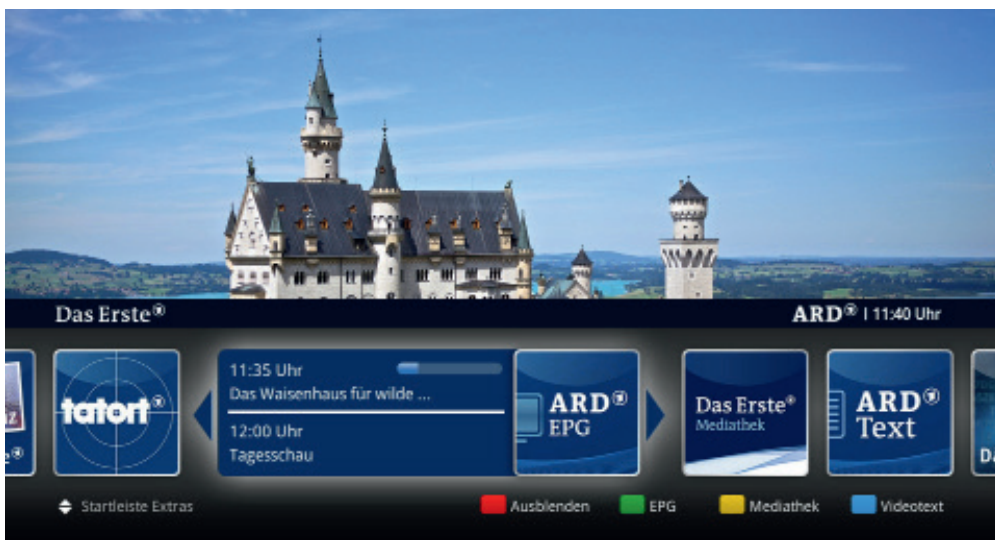 Das Erste
ARD | 11:40 Uhr
tatort
11:35 Uhr
Das Waisenhaus für wilde ...
12:00 Uhr
Tagesschau
ARD
EPG
Das Erste
Mediathek
ARD
Text
Startleiste Extras
Ausblenden
EPG
Mediathek
Videotext